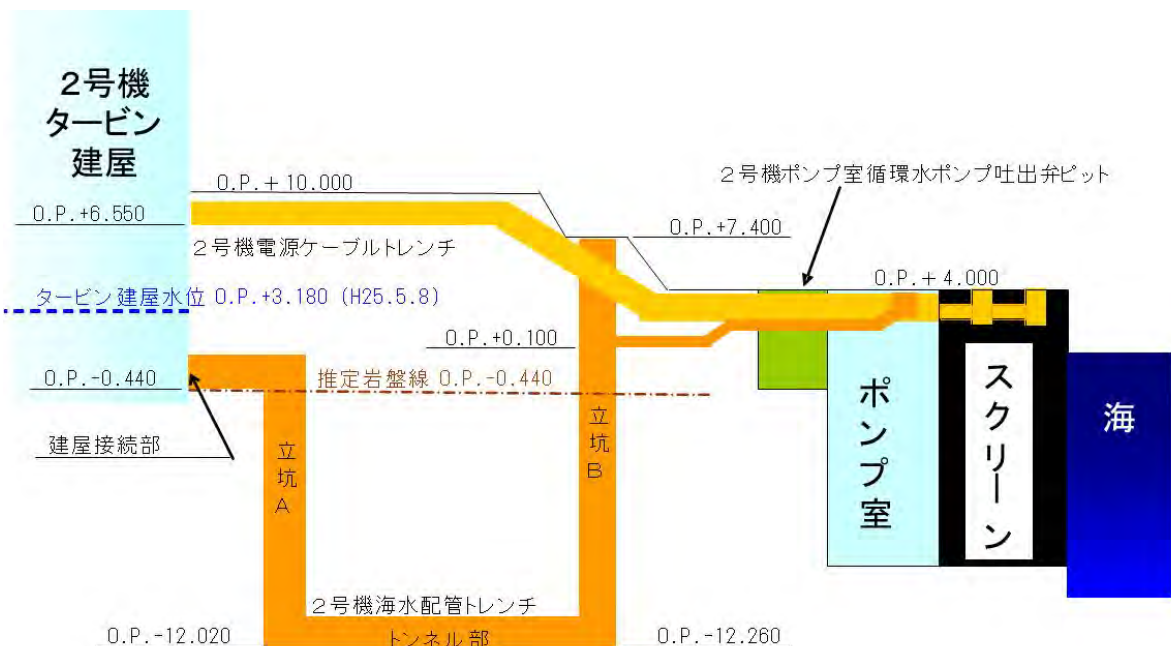 ２号機
タービン
建屋
O.P.＋10.000
２号機ポンプ室循環水ポンプ吐出弁ピット
O.P.+6.550
O.P.+7.400
２号機電源ケーブルトレンチ
O.P.＋4.000
タービン建屋水位 O.P.+3.180 (H25.5.8)
O.P.+0.100
O.P.-0.440
推定岩盤線 O.P.-0.440
建屋接続部
立坑A
立坑B
ポンプ室
スクリーン
海
２号機海水配管トレンチ
O.P.-12.020
トンネル部
O.P.-12.260